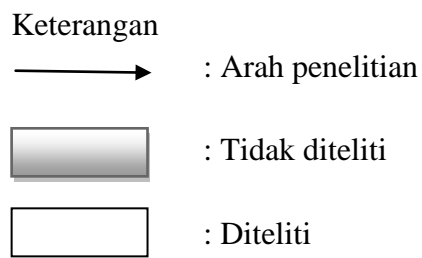 Keterangan
: Arah penelitian
: Tidak diteliti
: Diteliti